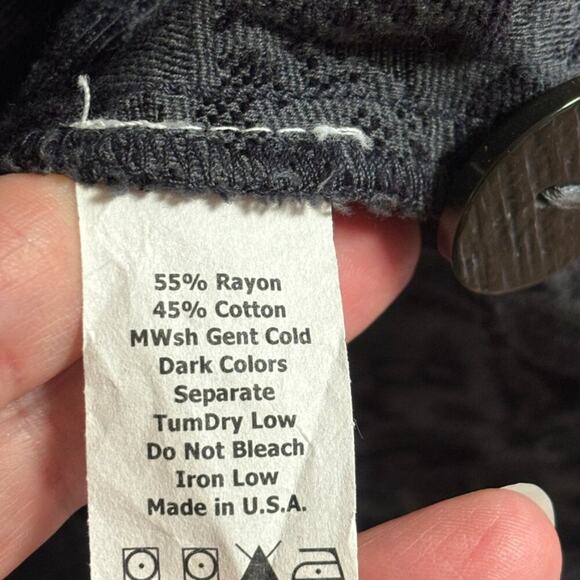 55% Rayon
45% Cotton
MWsh Gent Cold
Dark Colors
Separate
TumDry Low
Do Not Bleach
Iron Low
Made in U.S.A.